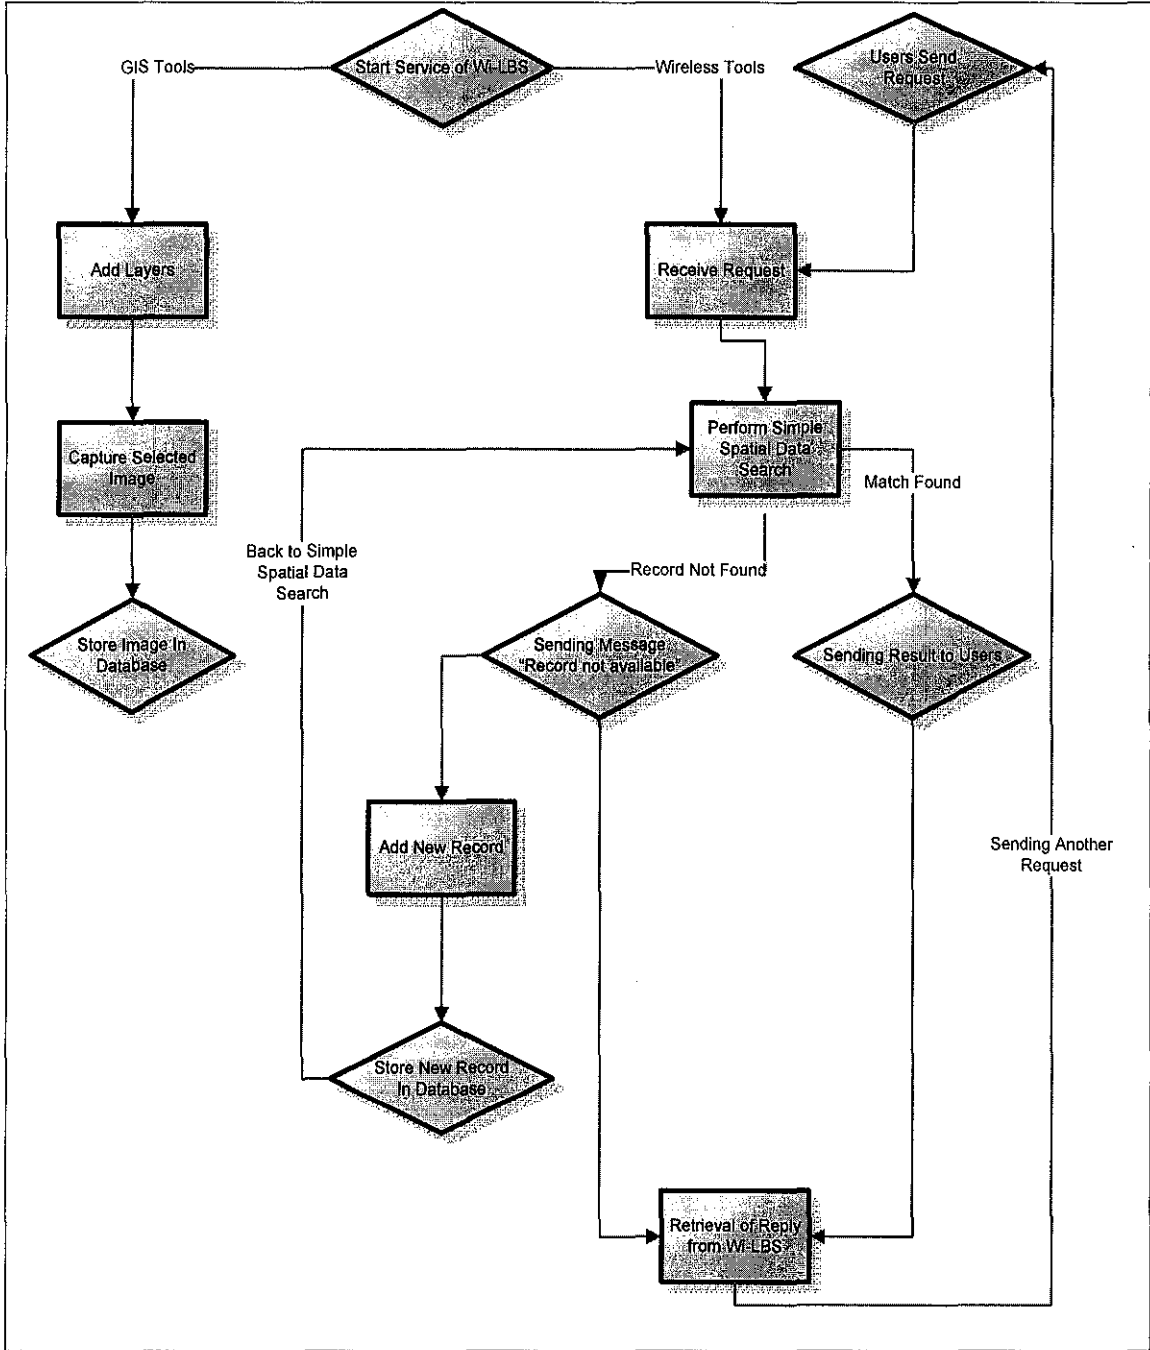 GIS Tools
Start Service of Wi-LBS
Wireless Tools
Users Send
Request
Add Layers
Receive Request
Capture Selected
Image
Perform Simple
Spatial Data
Search
Match Found
Back to Simple
Spatial Data
Search
Record Not Found
Store Image In
Database
Sending Message
"Record not available"
Sending Result to Users
Add New Record
Sending Another
Request
Store New Record
In Database
Retrieval of Reply
from Wi-LBS